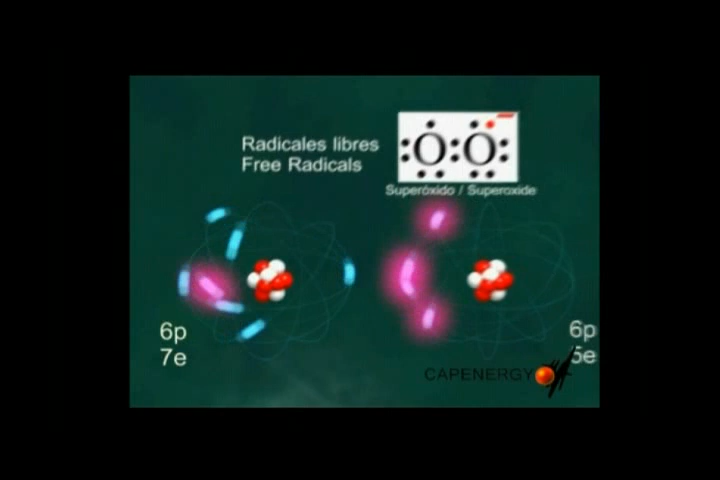 Radicales libres
Free Radicals
O O
Superóxido / Superoxide
6p
7e
6p
5e
CAPENERGY